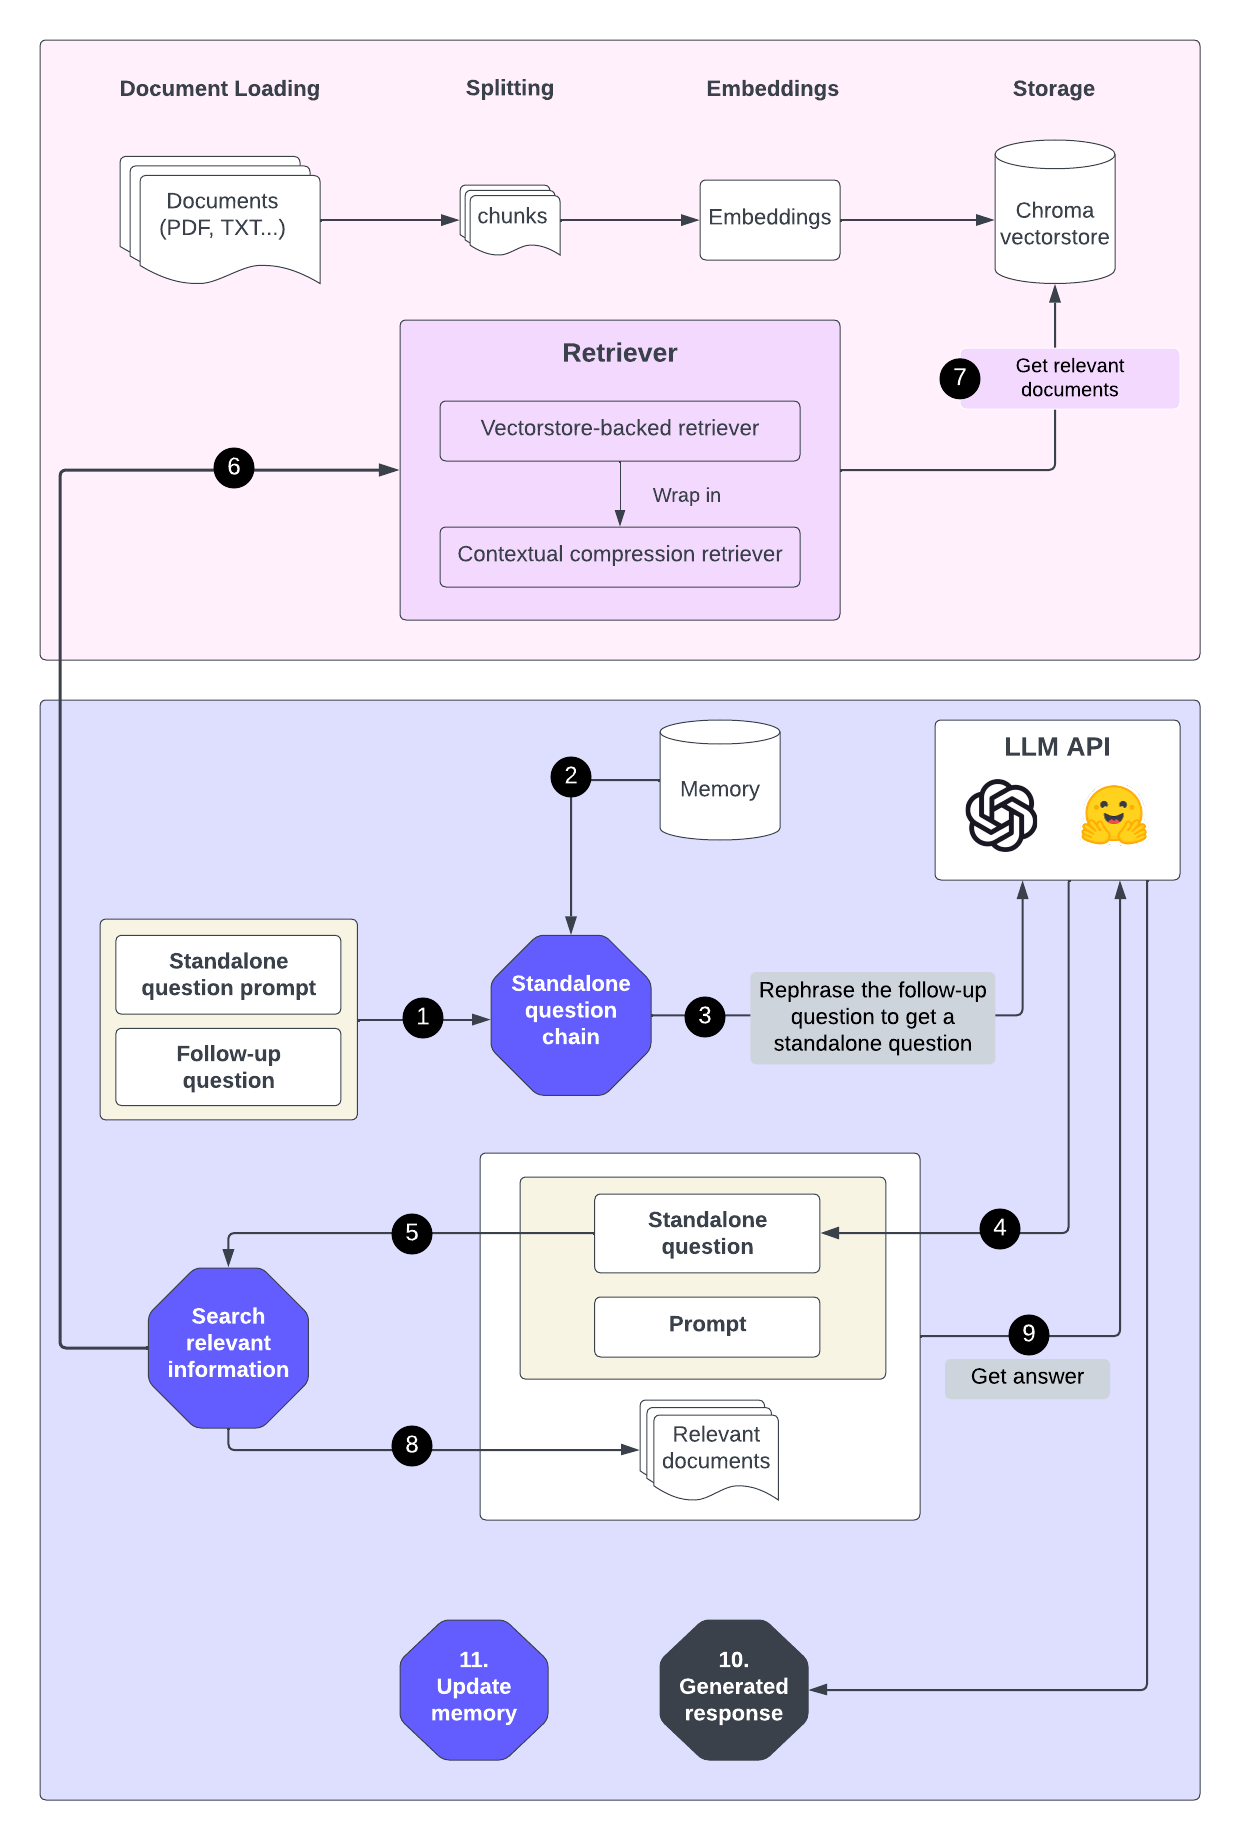 Document Loading
Splitting
Embeddings
Storage
Documents
(PDF, TXT...)
chunks
Embeddings
Chroma
vectorstore
Retriever
7
Get relevant
documents
Vectorstore-backed retriever
6
Wrap in
Contextual compression retriever
LLM API
2
Memory
Standalone
question prompt
Follow-up
question
1
Standalone
question
chain
3
Rephrase the follow-up
question to get a
standalone question
5
Standalone
question
4
Prompt
9
Get answer
Search
relevant
information
8
Relevant
documents
11.
Update
memory
10.
Generated
response